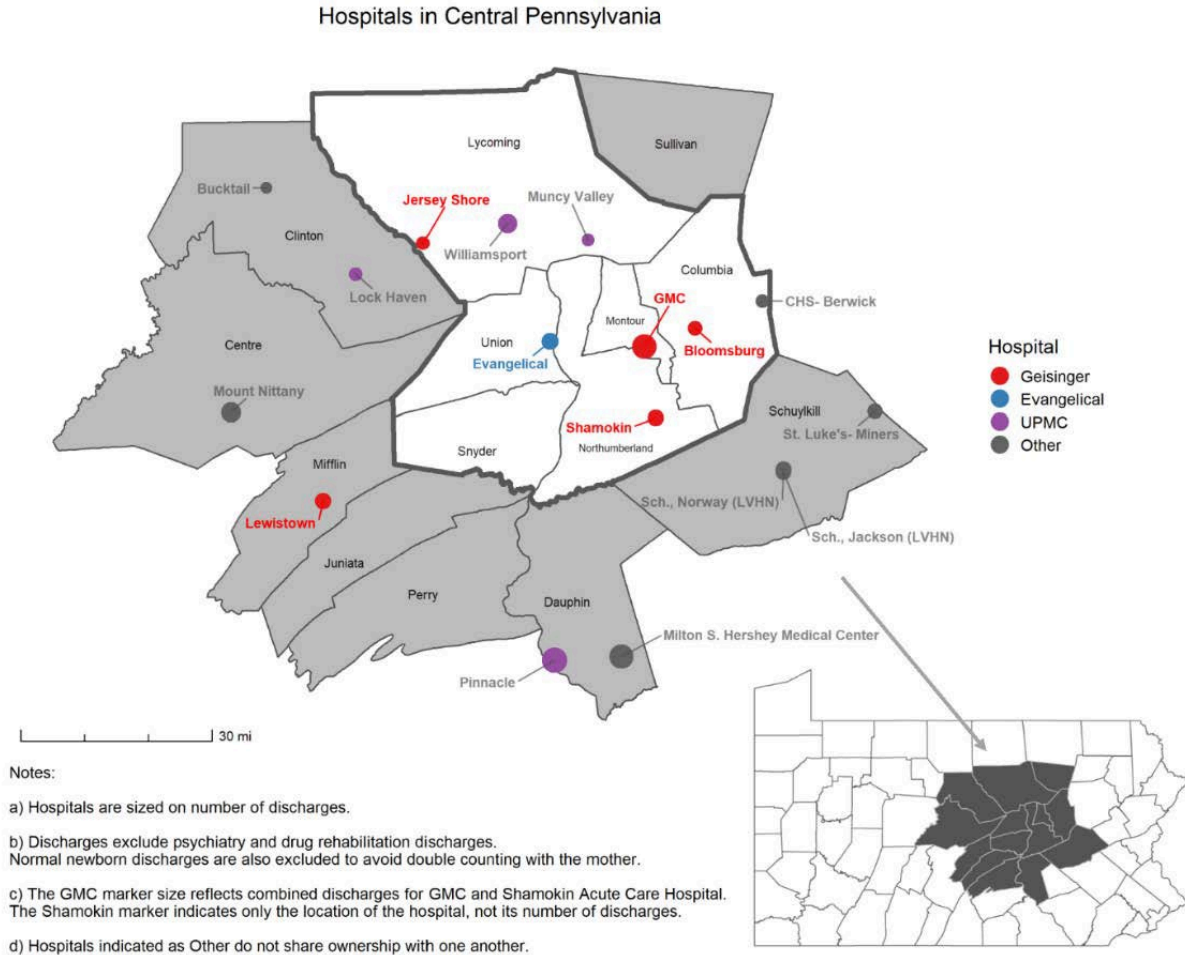 Hospitals in Central Pennsylvania
Lycoming
Sullivan
Bucktail
Jersey Shore
Muncy Valley
Clinton
Williamsport
Columbia
Lock Haven
GMC
CHS- Berwick
Montour
Union
Centre
Evangelical
Bloomsburg
Mount Nittany
Schuylkill
Shamokin
St. Luke's- Miners
Snyder
Northumberland
Mifflin
Sch., Norway (LVHN)
Lewistown
Sch., Jackson (LVHN)
Juniata
Perry
Dauphin
Milton S. Hershey Medical Center
Pinnacle
Hospital
Geisinger
Evangelical
UPMC
Other
30 mi
Notes:
a) Hospitals are sized on number of discharges.
b) Discharges exclude psychiatry and drug rehabilitation discharges.
Normal newborn discharges are also excluded to avoid double counting with the mother.
c) The GMC marker size reflects combined discharges for GMC and Shamokin Acute Care Hospital.
The Shamokin marker indicates only the location of the hospital, not its number of discharges.
d) Hospitals indicated as Other do not share ownership with one another.